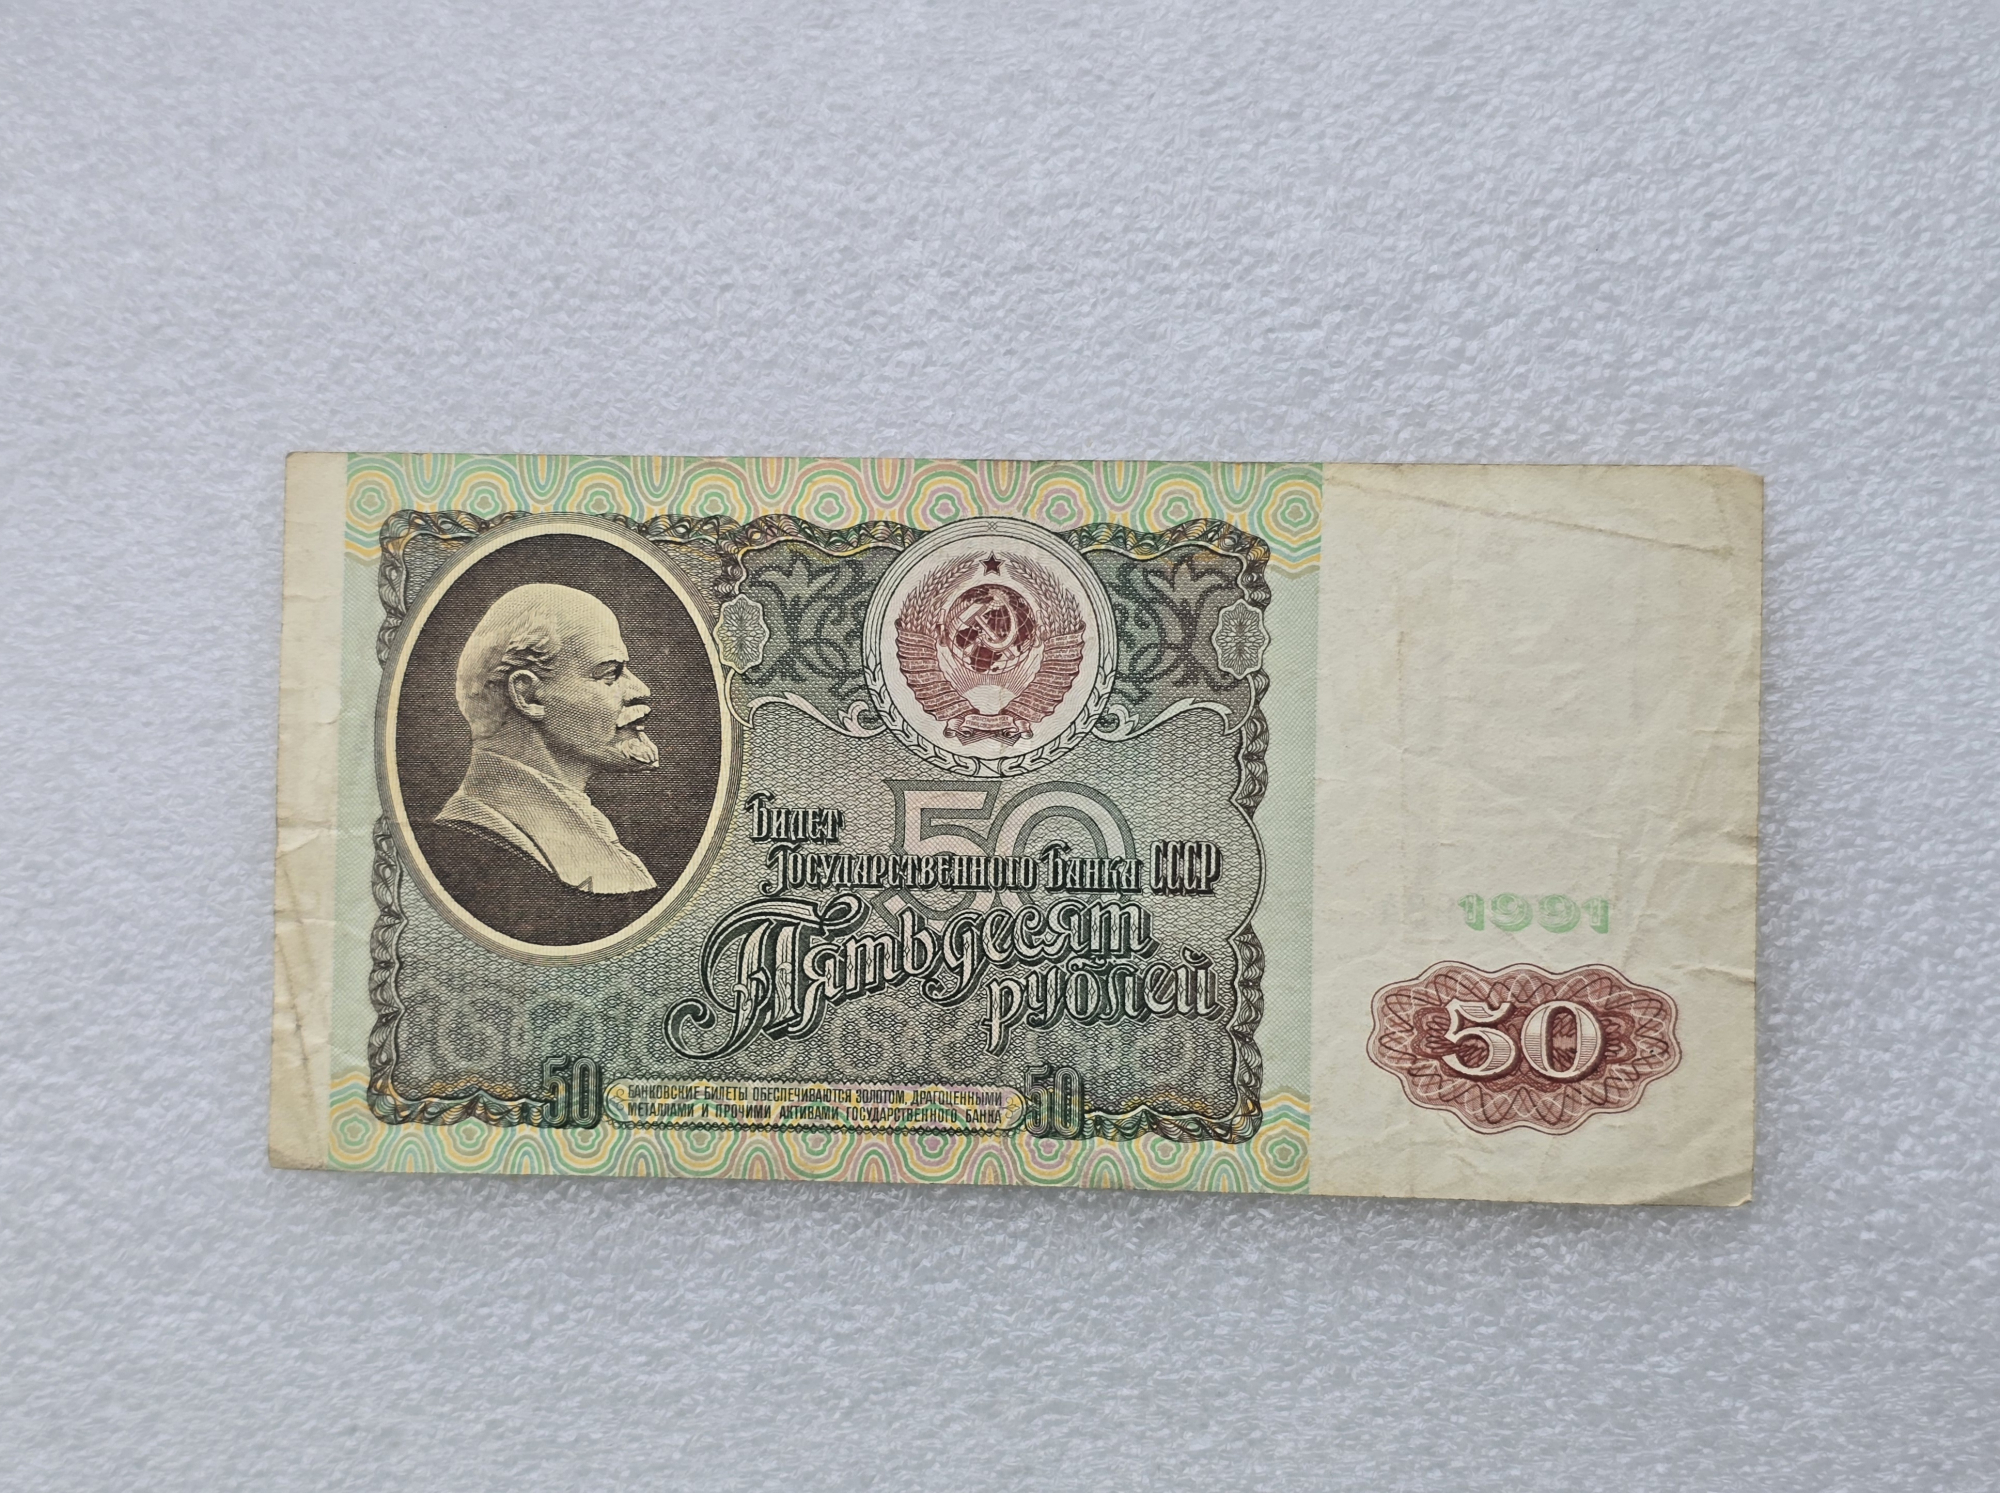 Билет
Государственного Банка СССР
50
Пятьдесят
рублей
1991
50
50
БАНКОВСКИЕ БИЛЕТЫ ОБЕСПЕЧИВАЮТСЯ ЗОЛОТОМ, ДРАГОЦЕННЫМИ
МЕТАЛЛАМИ И ПРОЧИМИ АКТИВАМИ ГОСУДАРСТВЕННОГО БАНКА
50